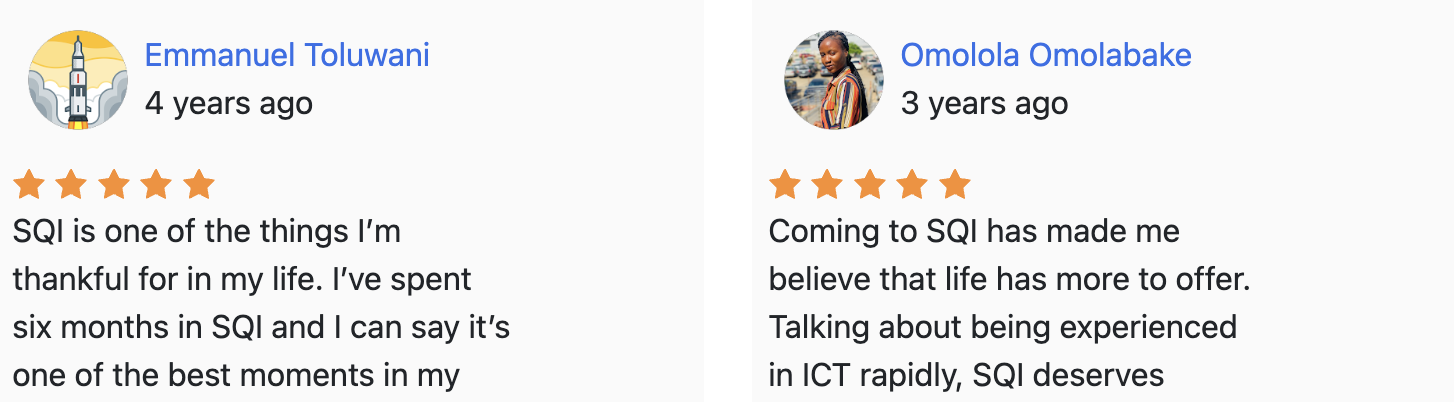 Emmanuel Toluwani
4 years ago
SQI is one of the things I’m
thankful for in my life. I’ve spent
six months in SQI and I can say it’s
one of the best moments in my
Omolola Omolabake
3 years ago
Coming to SQI has made me
believe that life has more to offer.
Talking about being experienced
in ICT rapidly, SQI deserves